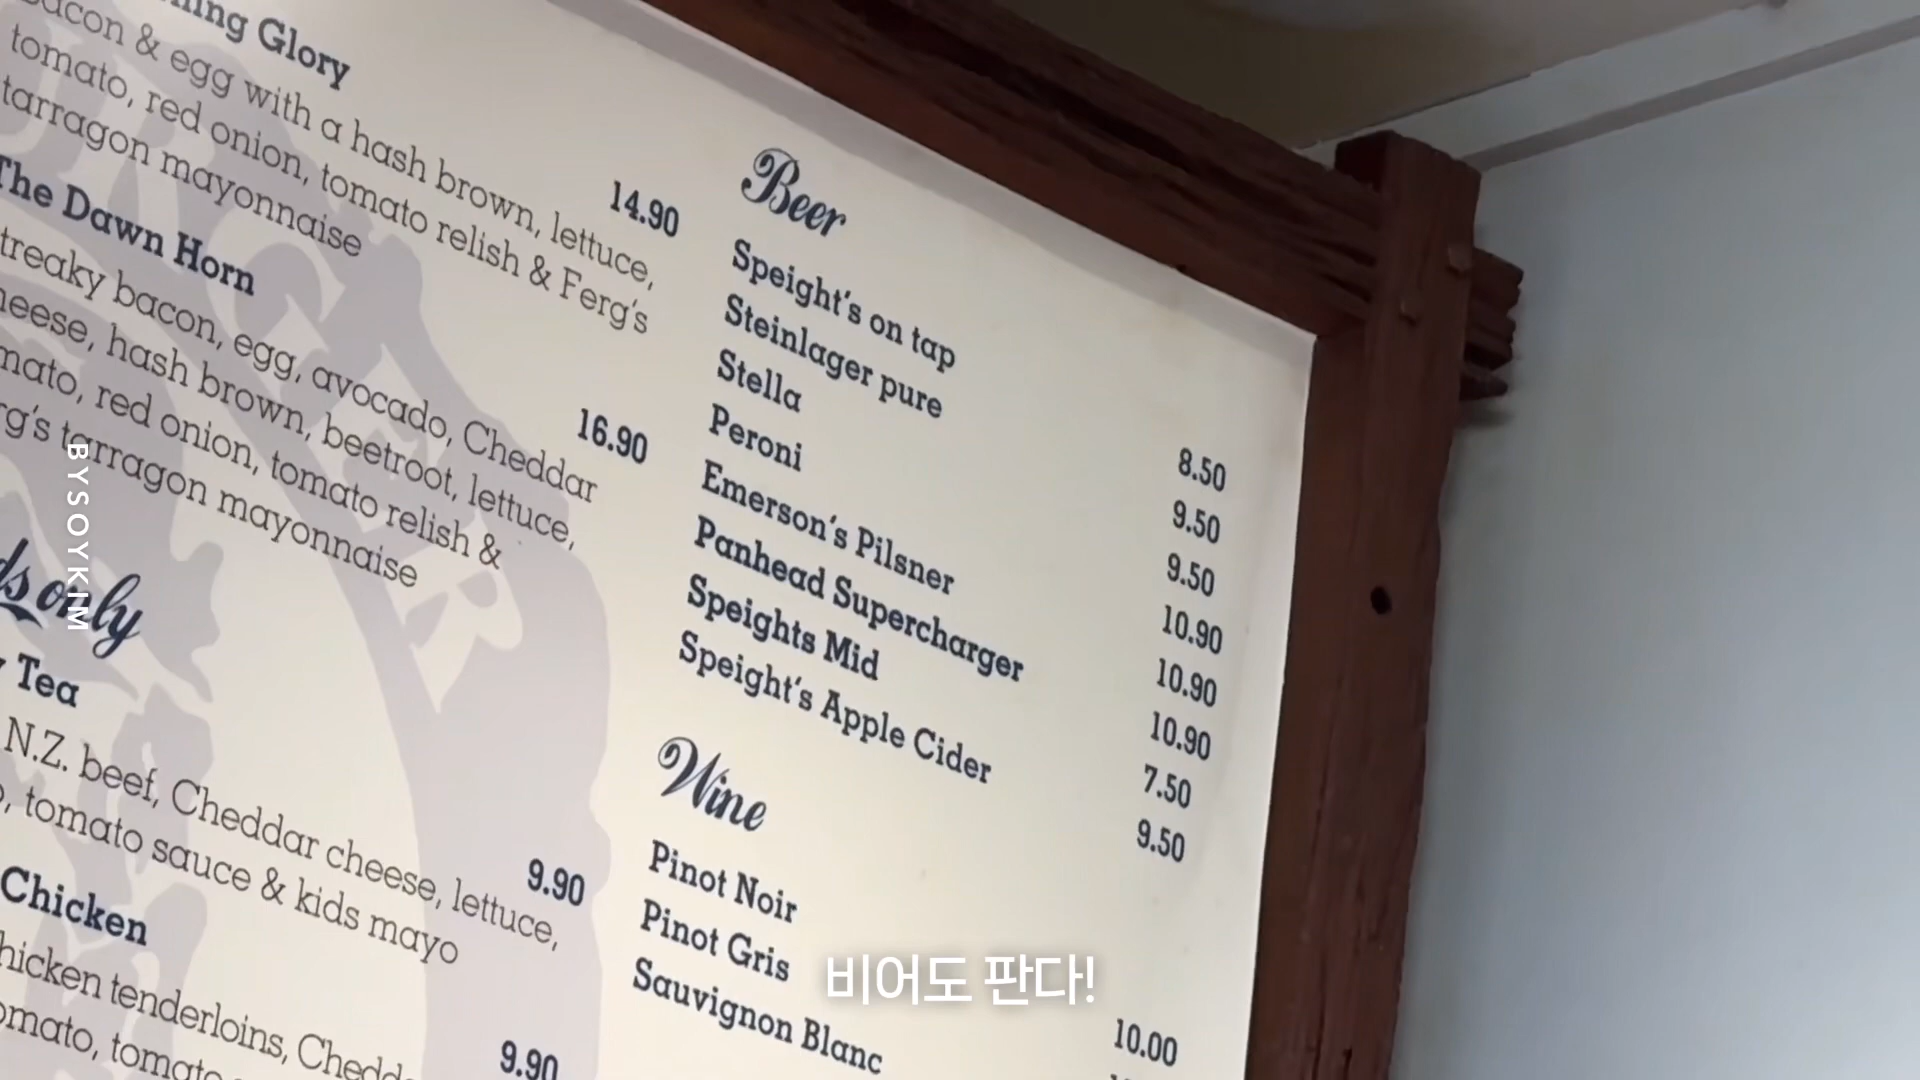 Glory
acon & egg with a hash brown, lettuce,
tomato, red onion, tomato relish & Ferg's
tarragon mayonnaise
14.90
The Dawn Horn
treaky bacon, egg, avocado, Cheddar
heese, hash brown, beetroot, lettuce,
mato, red onion, tomato relish &
rg's tarragon mayonnaise
16.90
only
Tea
N.Z. beef, Cheddar cheese, lettuce,
tomato sauce & kids mayo
9.90
Chicken
hicken tenderloins, Chedd
omato, tomato
9.90
Beer
Speight's on tap 8.50
Steinlager pure 9.50
Stella 9.50
Peroni 10.90
Emerson's Pilsner 10.90
Panhead Supercharger 10.90
Speights Mid 7.50
Speight's Apple Cider 9.50
Wine
Pinot Noir 10.00
Pinot Gris
Sauvignon Blanc
BYSOYKIM
비어도 판다!